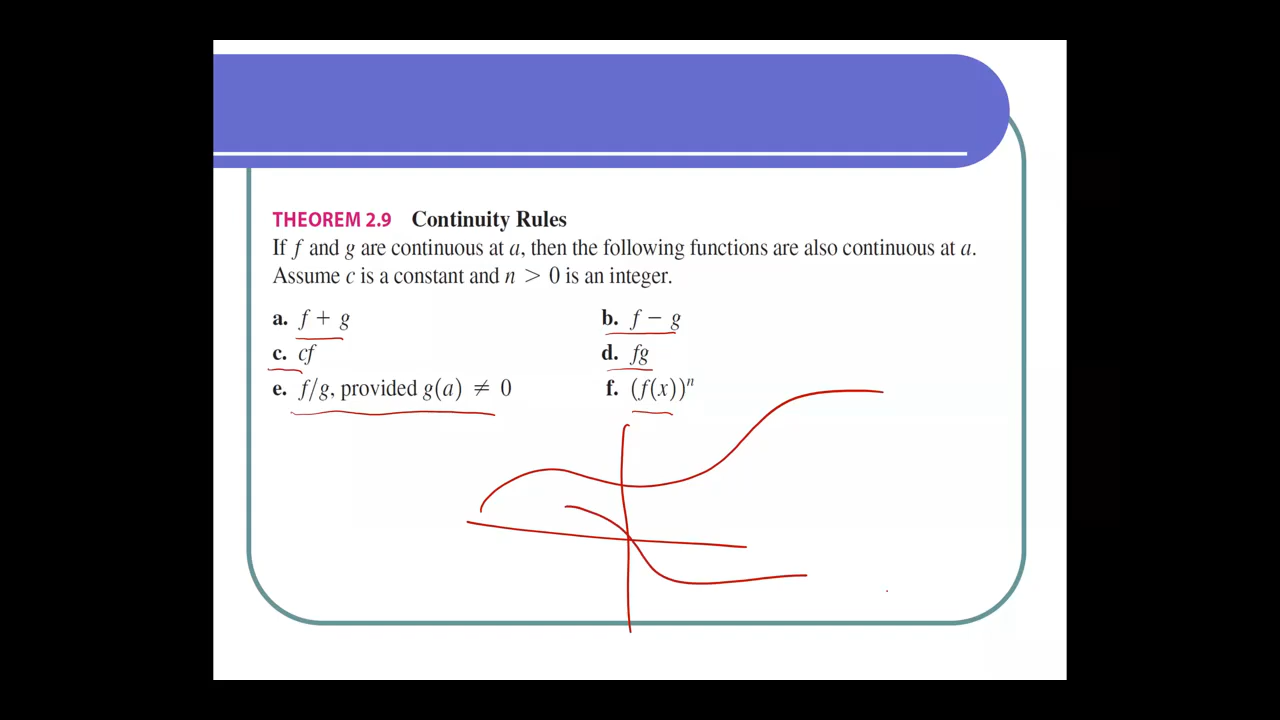 THEOREM 2.9 Continuity Rules
If f and g are continuous at a, then the following functions are also continuous at a.
Assume c is a constant and n > 0 is an integer.
a. f + g b. f − g
c. cf d. fg
e. f/g, provided g(a) ≠ 0 f. (f(x))ⁿ